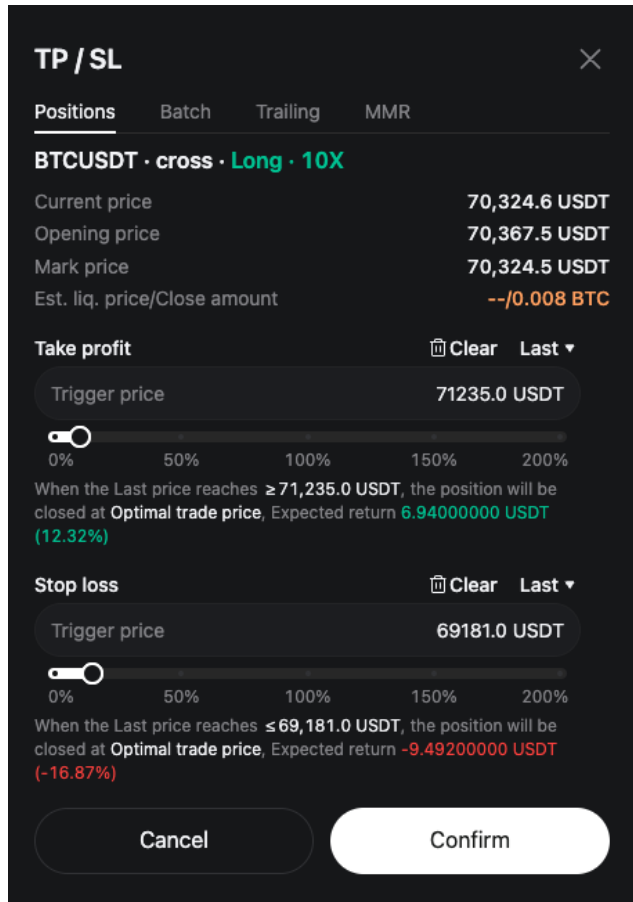 TP / SL
Positions Batch Trailing MMR
BTCUSDT · cross · Long · 10X
Current price 70,324.6 USDT
Opening price 70,367.5 USDT
Mark price 70,324.5 USDT
Est. liq. price/Close amount --/0.008 BTC
Take profit Clear Last
Trigger price 71235.0 USDT
0% 50% 100% 150% 200%
When the Last price reaches ≥71,235.0 USDT, the position will be
closed at Optimal trade price, Expected return 6.94000000 USDT
(12.32%)
Stop loss Clear Last
Trigger price 69181.0 USDT
0% 50% 100% 150% 200%
When the Last price reaches ≤69,181.0 USDT, the position will be
closed at Optimal trade price, Expected return -9.49200000 USDT
(-16.87%)
Cancel Confirm